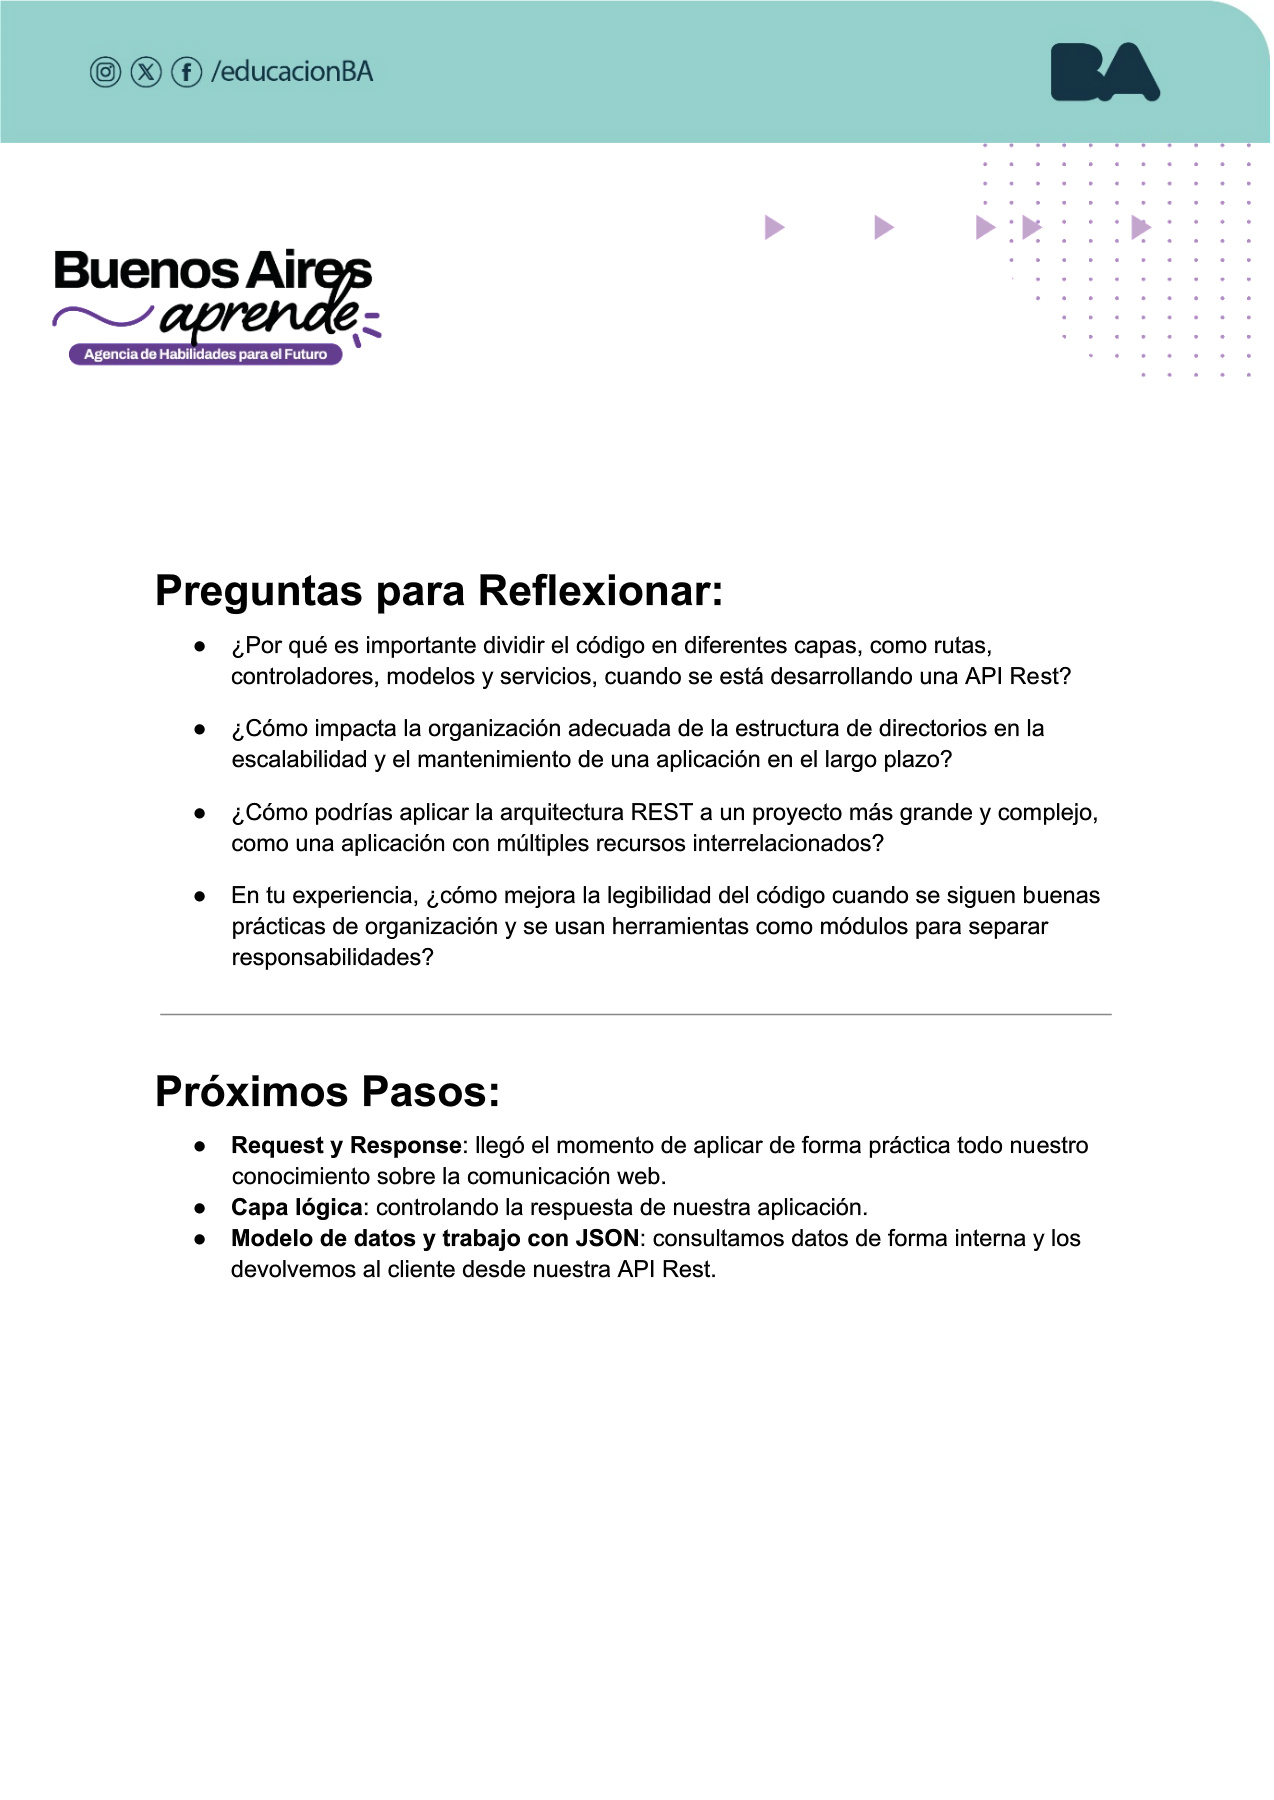 /educacionBA
BA
Buenos Aires
aprende
Agencia de Habilidades para el Futuro
Preguntas para Reflexionar:
● ¿Por qué es importante dividir el código en diferentes capas, como rutas,
controladores, modelos y servicios, cuando se está desarrollando una API Rest?
● ¿Cómo impacta la organización adecuada de la estructura de directorios en la
escalabilidad y el mantenimiento de una aplicación en el largo plazo?
● ¿Cómo podrías aplicar la arquitectura REST a un proyecto más grande y complejo,
como una aplicación con múltiples recursos interrelacionados?
● En tu experiencia, ¿cómo mejora la legibilidad del código cuando se siguen buenas
prácticas de organización y se usan herramientas como módulos para separar
responsabilidades?
Próximos Pasos:
● Request y Response: llegó el momento de aplicar de forma práctica todo nuestro
conocimiento sobre la comunicación web.
● Capa lógica: controlando la respuesta de nuestra aplicación.
● Modelo de datos y trabajo con JSON: consultamos datos de forma interna y los
devolvemos al cliente desde nuestra API Rest.